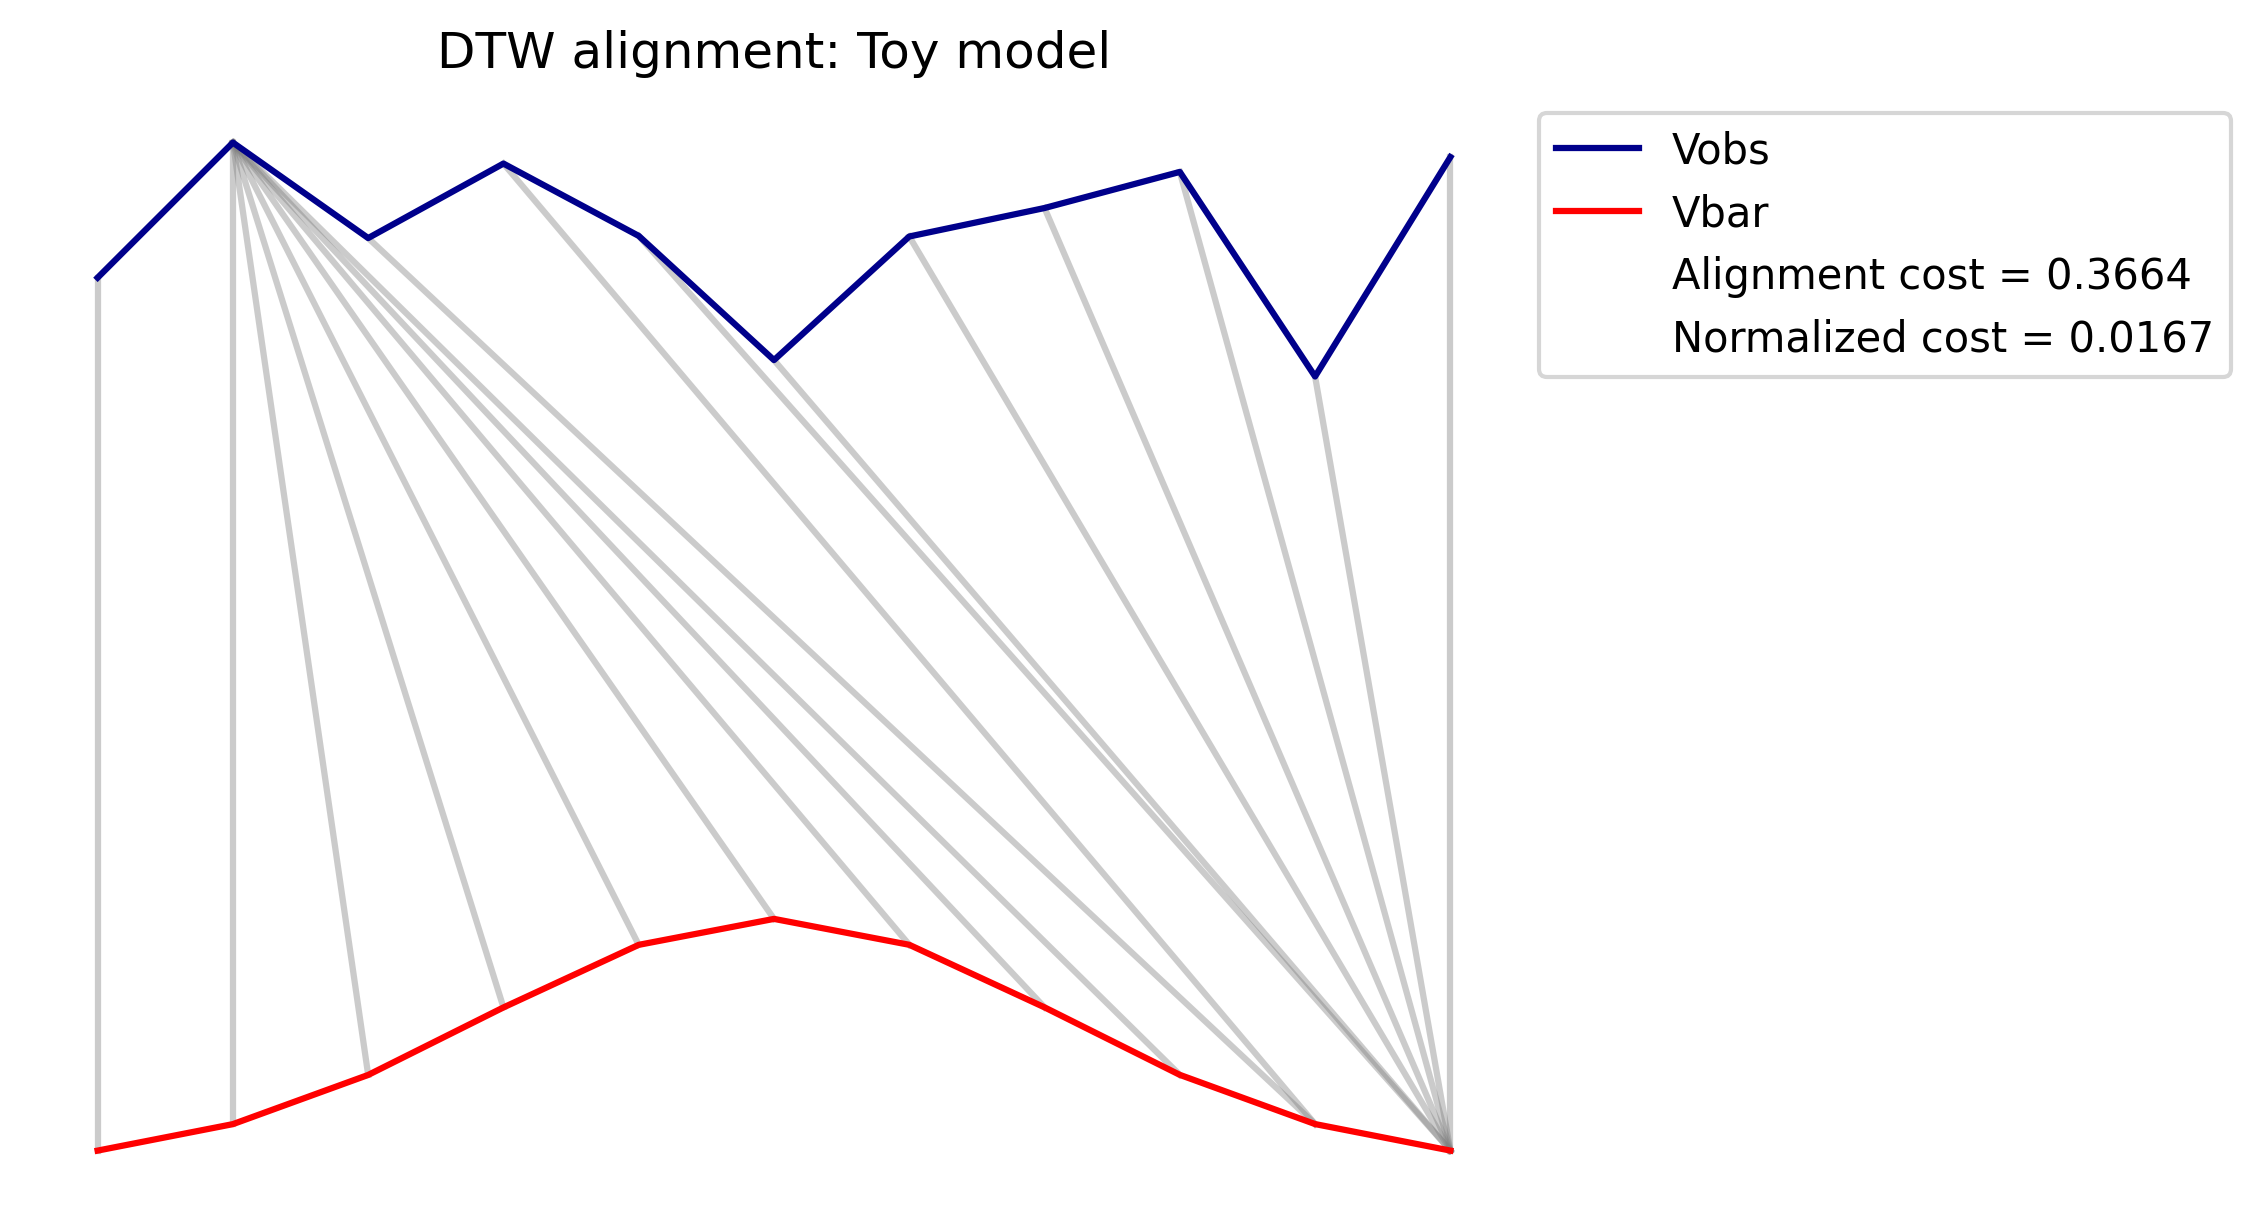 DTW alignment: Toy model
Vobs
Vbar
Alignment cost = 0.3664
Normalized cost = 0.0167